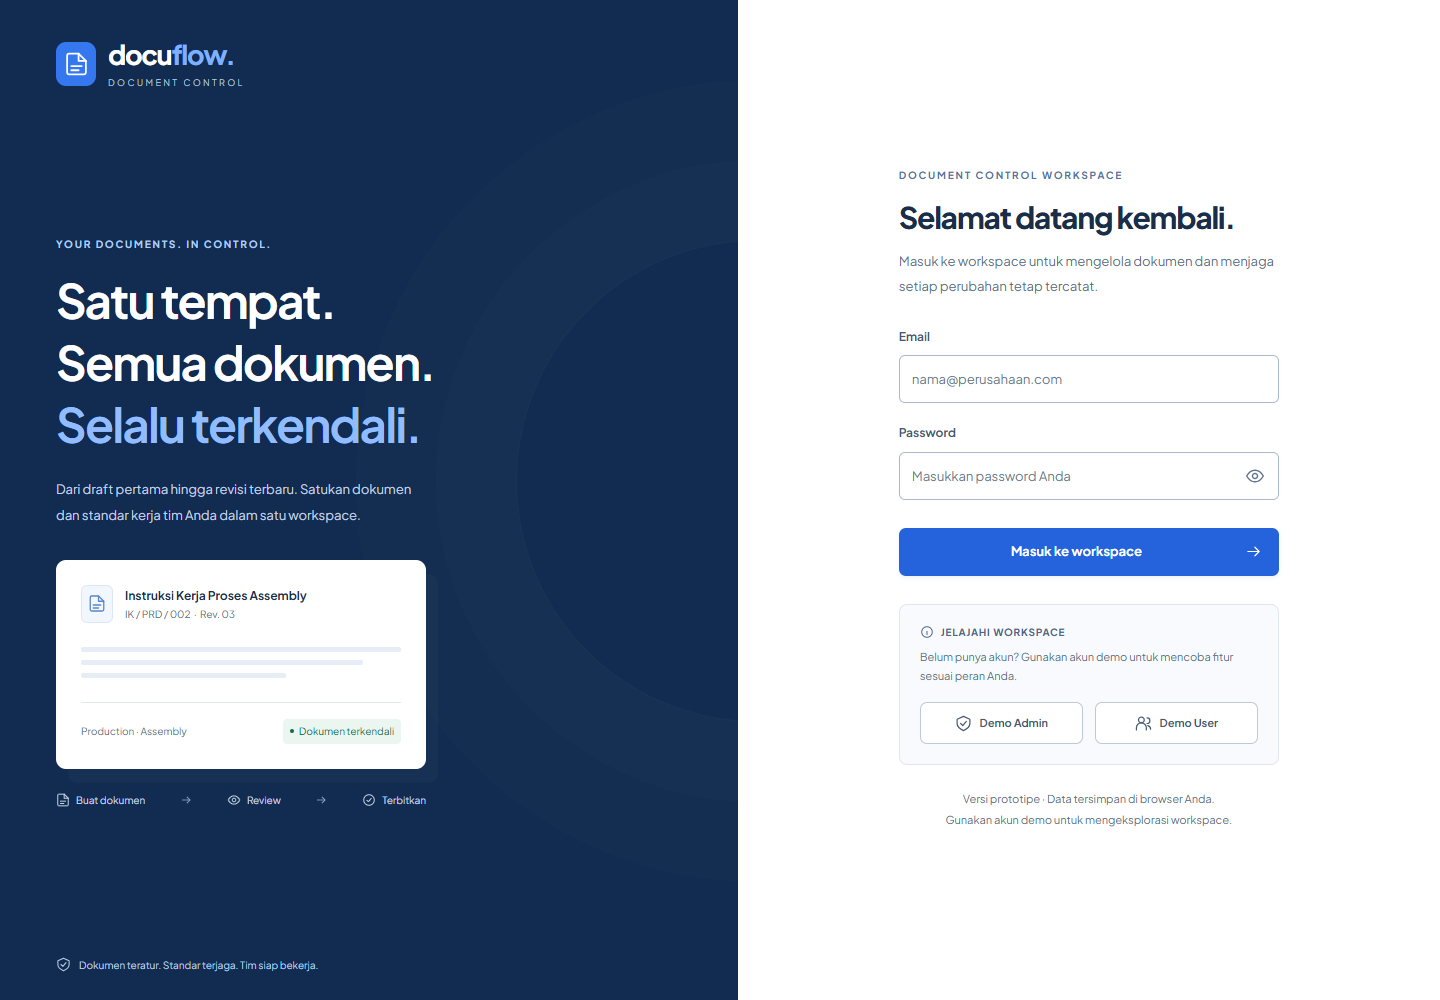 docuflow.
DOCUMENT CONTROL
YOUR DOCUMENTS. IN CONTROL.
Satu tempat.
Semua dokumen.
Selalu terkendali.
Dari draft pertama hingga revisi terbaru. Satukan dokumen
dan standar kerja tim Anda dalam satu workspace.
Instruksi Kerja Proses Assembly
IK / PRD / 002 · Rev. 03
Production · Assembly
Dokumen terkendali
Buat dokumen → Review → Terbitkan
Dokumen teratur. Standar terjaga. Tim siap bekerja.
DOCUMENT CONTROL WORKSPACE
Selamat datang kembali.
Masuk ke workspace untuk mengelola dokumen dan menjaga
setiap perubahan tetap tercatat.
Email
nama@perusahaan.com
Password
Masukkan password Anda
Masuk ke workspace →
JELAJAHI WORKSPACE
Belum punya akun? Gunakan akun demo untuk mencoba fitur
sesuai peran Anda.
Demo Admin
Demo User
Versi prototipe · Data tersimpan di browser Anda.
Gunakan akun demo untuk mengeksplorasi workspace.